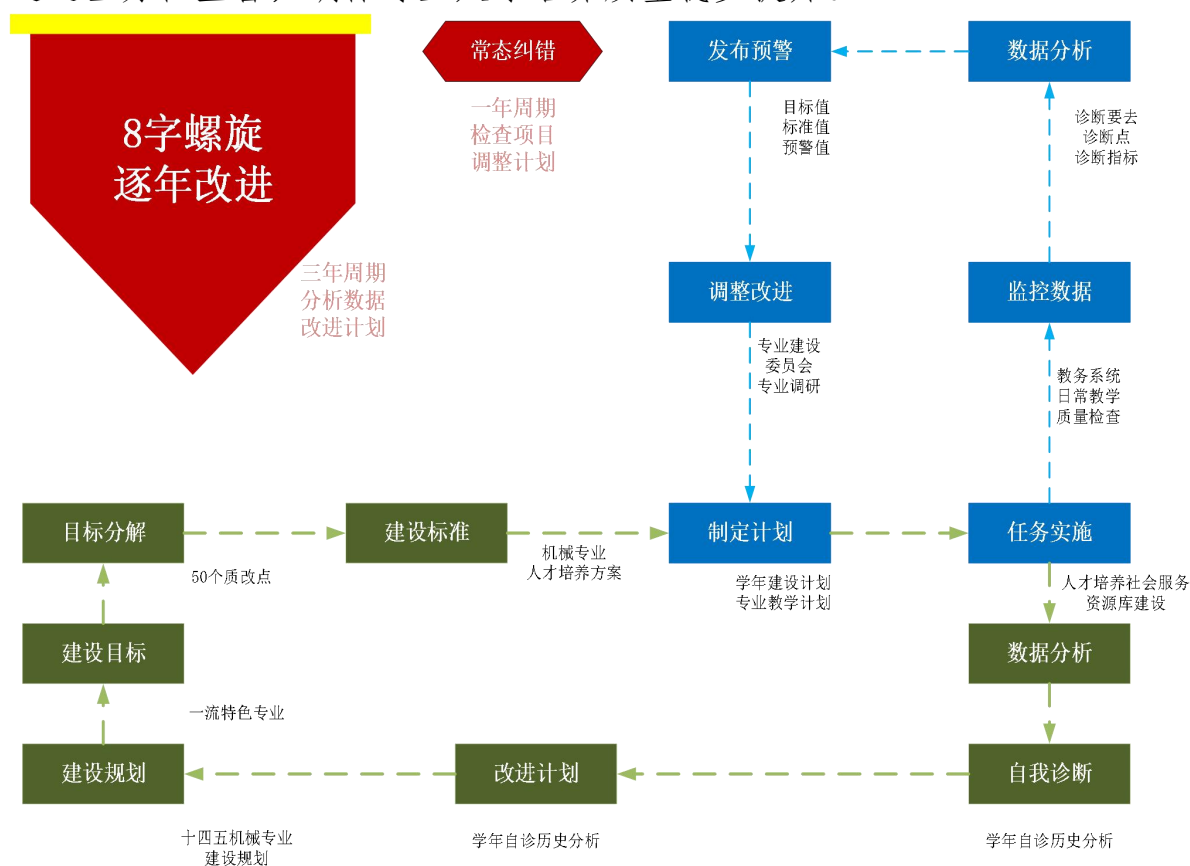 8字螺旋
逐年改进
三年周期
分析数据
改进计划
常态纠错
一年周期
检查项目
调整计划
发布预警
数据分析
目标值
标准值
预警值
诊断要去
诊断点
诊断指标
调整改进
监控数据
专业建设
委员会
专业调研
教务系统
日常教学
质量检查
目标分解
建设标准
制定计划
任务实施
50个质改点
机械专业
人才培养方案
学年建设计划
专业教学计划
人才培养社会服务
资源库建设
建设目标
数据分析
一流特色专业
建设规划
改进计划
自我诊断
十四五机械专业
建设规划
学年自诊历史分析
学年自诊历史分析